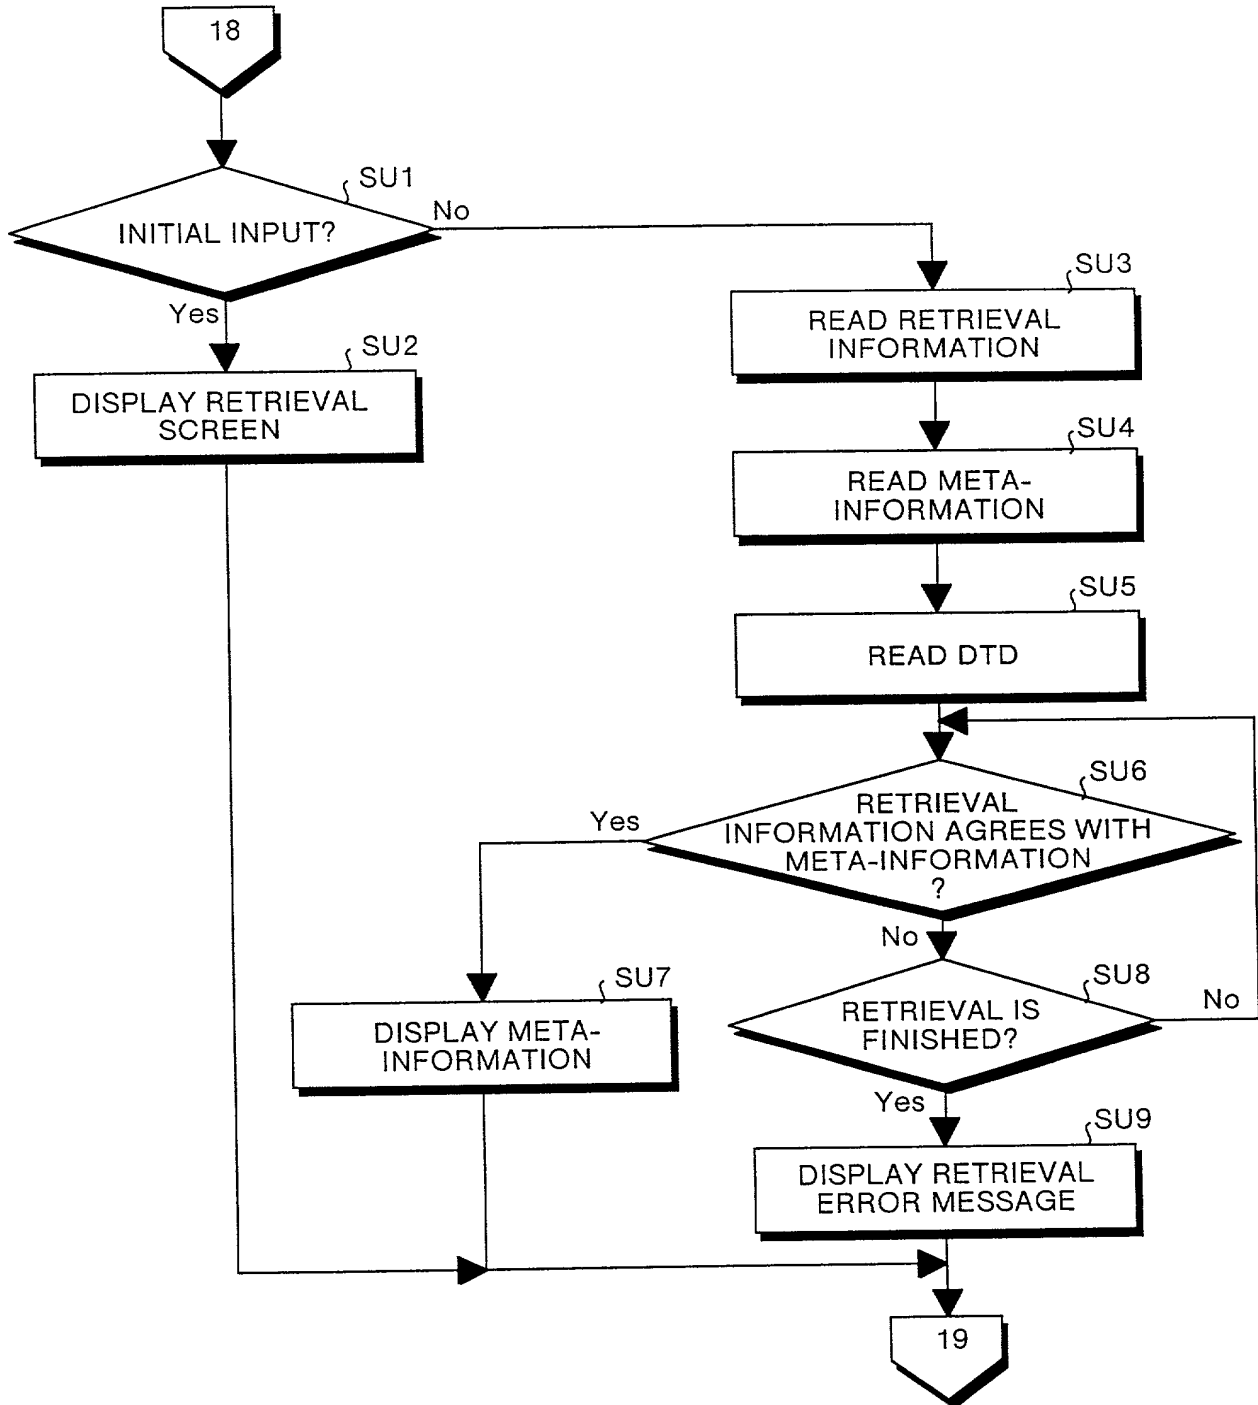 18
SU1
INITIAL INPUT?
No
Yes
SU2
DISPLAY RETRIEVAL
SCREEN
SU3
READ RETRIEVAL
INFORMATION
SU4
READ META-
INFORMATION
SU5
READ DTD
SU6
RETRIEVAL
INFORMATION AGREES WITH
META-INFORMATION
?
Yes
No
SU7
DISPLAY META-
INFORMATION
SU8
RETRIEVAL IS
FINISHED?
No
Yes
SU9
DISPLAY RETRIEVAL
ERROR MESSAGE
19